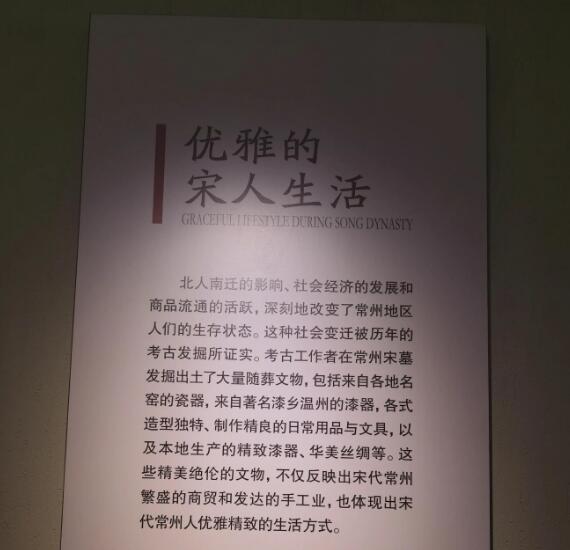 优雅的
宋人生活
GRACEFUL LIFESTYLE DURING SONG DYNASTY
北人南迁的影响、社会经济的发展和
商品流通的活跃，深刻地改变了常州地区
人们的生存状态。这种社会变迁被历年的
考古发掘所证实。考古工作者在常州宋墓
发掘出土了大量随葬文物，包括来自各地名
窑的瓷器，来自著名漆乡温州的漆器，各式
造型独特、制作精良的日常用品与文具，以
及本地生产的精致漆器、华美丝绸等。这
些精美绝伦的文物，不仅反映出宋代常州
繁盛的商贸和发达的手工业，也体现出宋
代常州人优雅精致的生活方式。